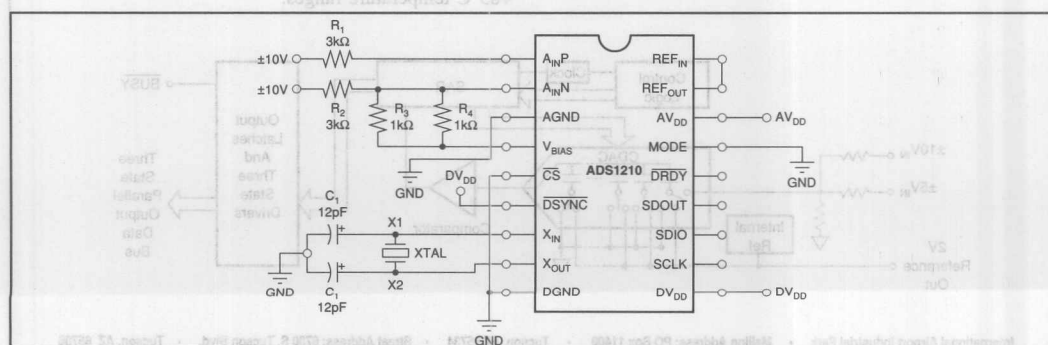 R1
3kΩ
±10V
±10V
R2
3kΩ
R3
1kΩ
R4
1kΩ
GND
DVDD
C1
12pF
X1
XTAL
X2
GND
C1
12pF
GND
AINP
AINN
AGND
VBIAS
CS
DSYNC
XIN
XOUT
DGND
ADS1210
REFIN
REFOUT
AVDD
MODE
DRDY
SDOUT
SDIO
SCLK
DVDD
AVDD
GND
DVDD